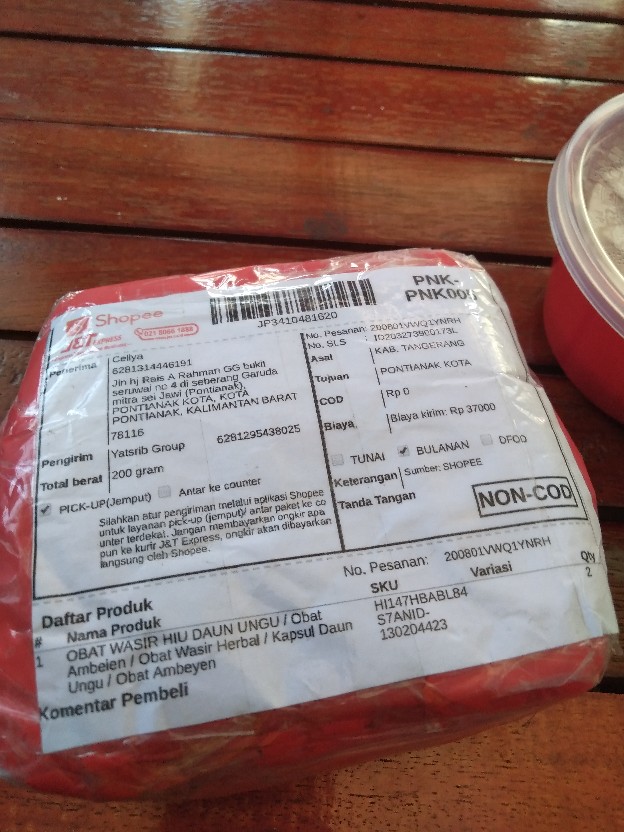 Shopee
J&T EXPRESS
021 8066 1888
JP3410481620
PNK-
PNK00
Penerima
Cellya
6281314446191
Jln hj Rais A Rahman GG bukit
seruwai no 4 di seberang Garuda
mitra sei Jawi (Pontianak),
PONTIANAK KOTA, KOTA
PONTIANAK, KALIMANTAN BARAT
78116
Pengirim Yatsrib Group 6281295438025
Total berat 200 gram
PICK-UP(Jemput) Antar ke counter
Silahkan atur pengiriman melalui aplikasi Shopee
untuk layanan pick-up (jemput)/ antar paket ke co
unter terdekat. Jangan membayarkan ongkir apa
pun ke kurir J&T Express, ongkir akan dibayarkan
langsung oleh Shopee.
No. Pesanan: 200801VWQ1YNRH
No. SLS
Asal KAB. TANGERANG
Tujuan PONTIANAK KOTA
COD Rp 0
Biaya Biaya kirim: Rp 37000
TUNAI BULANAN DFOD
Keterangan Sumber: SHOPEE
Tanda Tangan NON-COD
No. Pesanan: 200801VWQ1YNRH
Daftar Produk
# Nama Produk SKU Variasi Qty
1 OBAT WASIR HIU DAUN UNGU / Obat HI147HBABL84 2
Ambeien / Obat Wasir Herbal / Kapsul Daun S7ANID-
Ungu / Obat Ambeyen 130204423
Komentar Pembeli